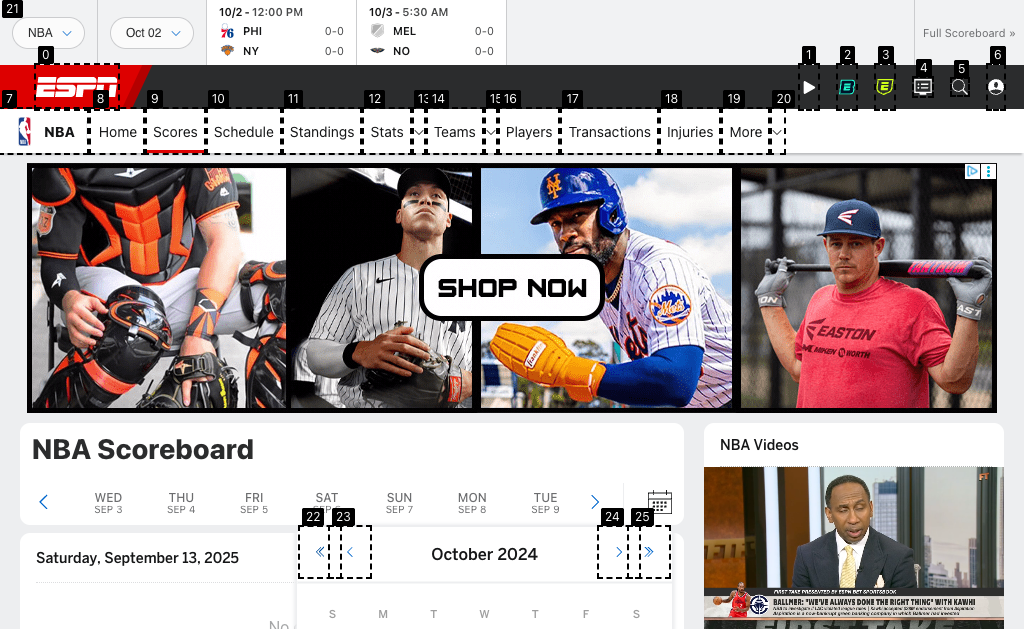 21
NBA
Oct 02
10/2 - 12:00 PM
PHI 0-0
NY 0-0
10/3 - 5:30 AM
MEL 0-0
NO 0-0
Full Scoreboard »
0 1 2 3 4 5 6
ESPN
7 8 9 10 11 12 13 14 15 16 17 18 19 20
NBA Home Scores Schedule Standings Stats Teams Players Transactions Injuries More
SHOP NOW
Mets
EASTON
MIKEN WORTH
ON
EAST
NBA Scoreboard
WED THU FRI SAT SUN MON TUE
SEP 3 SEP 4 SEP 5 SEP 6 SEP 7 SEP 8 SEP 9
22 23 24 25
Saturday, September 13, 2025
October 2024
S M T W T F S
No
NBA Videos
FIRST TAKE PRESENTED BY ESPN BET SPORTSBOOK
BALLMER: "WE'VE ALWAYS DONE THE RIGHT THING" WITH KAWHI
FIRST TAKE